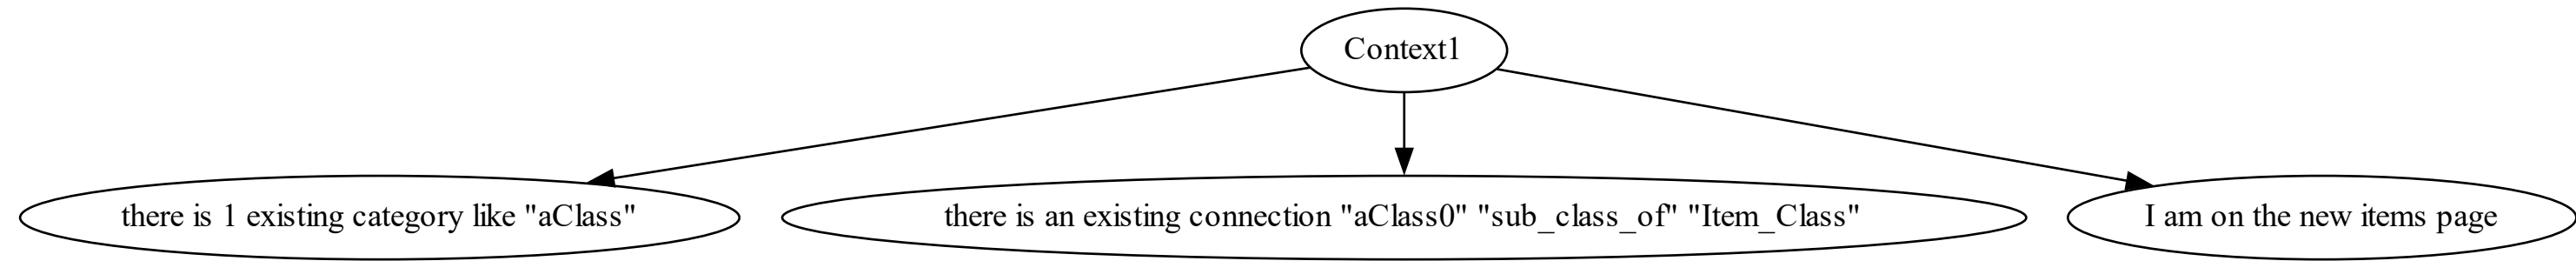 Context1
there is 1 existing category like "aClass"
there is an existing connection "aClass0" "sub_class_of" "Item_Class"
I am on the new items page